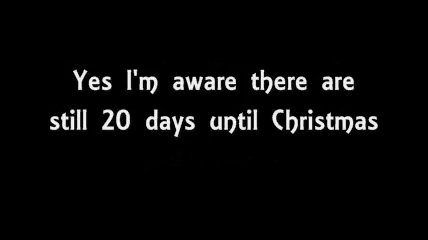 Yes I'm aware there are
still 20 days until Christmas